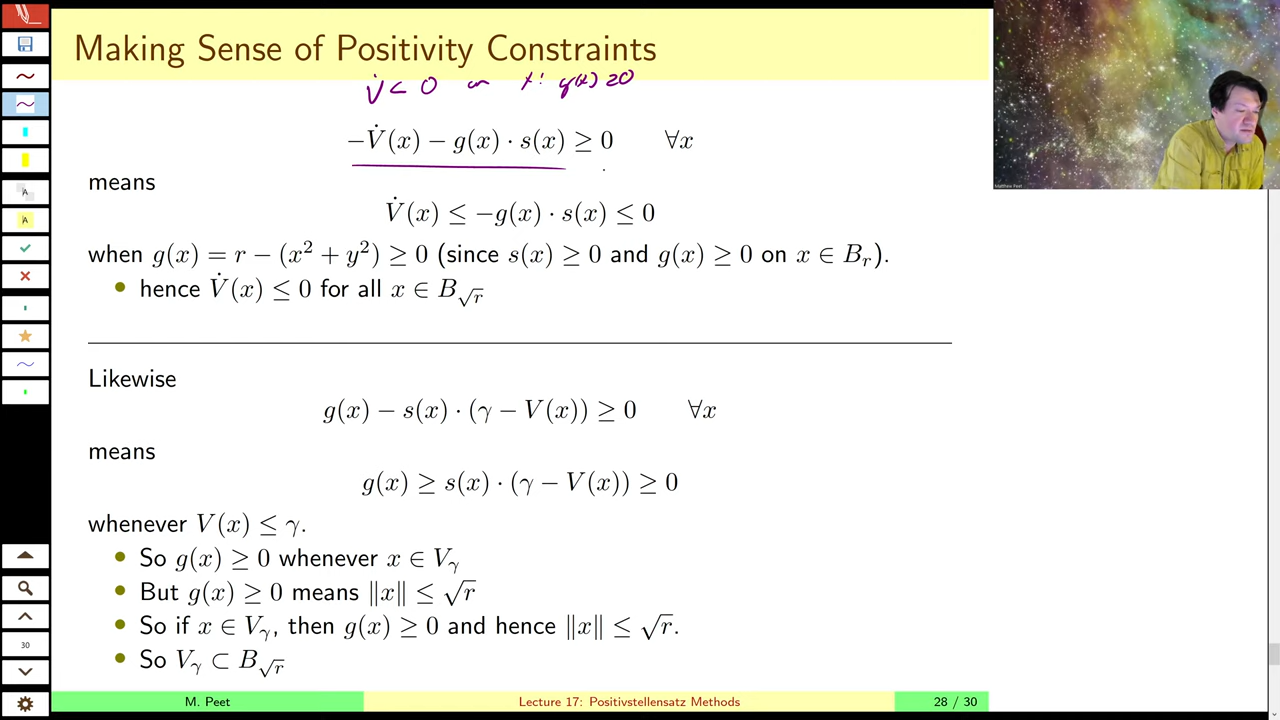 Making Sense of Positivity Constraints
V̇ < 0 on x: g(x) ≥ 0
−V̇(x) − g(x) · s(x) ≥ 0 ∀x
means
V̇(x) ≤ −g(x) · s(x) ≤ 0
when g(x) = r − (x² + y²) ≥ 0 (since s(x) ≥ 0 and g(x) ≥ 0 on x ∈ B_r).
• hence V̇(x) ≤ 0 for all x ∈ B_√r
Likewise
g(x) − s(x) · (γ − V(x)) ≥ 0 ∀x
means
g(x) ≥ s(x) · (γ − V(x)) ≥ 0
whenever V(x) ≤ γ.
• So g(x) ≥ 0 whenever x ∈ V_γ
• But g(x) ≥ 0 means ‖x‖ ≤ √r
• So if x ∈ V_γ, then g(x) ≥ 0 and hence ‖x‖ ≤ √r.
• So V_γ ⊂ B_√r
M. Peet Lecture 17: Positivstellensatz Methods 28 / 30
Matthew Peet
A
A
30